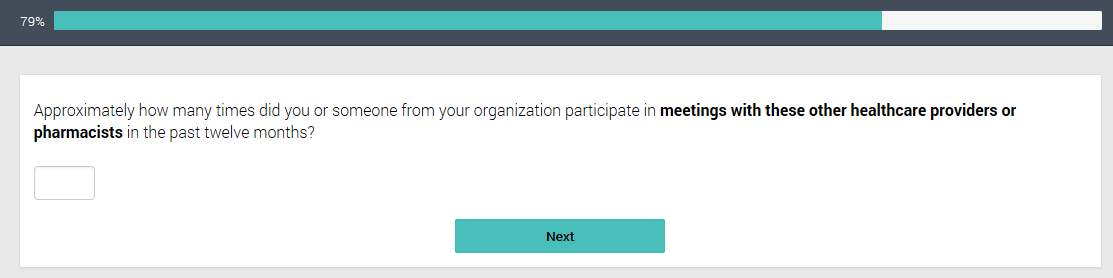 79%
Approximately how many times did you or someone from your organization participate in meetings with these other healthcare providers or
pharmacists in the past twelve months?
Next